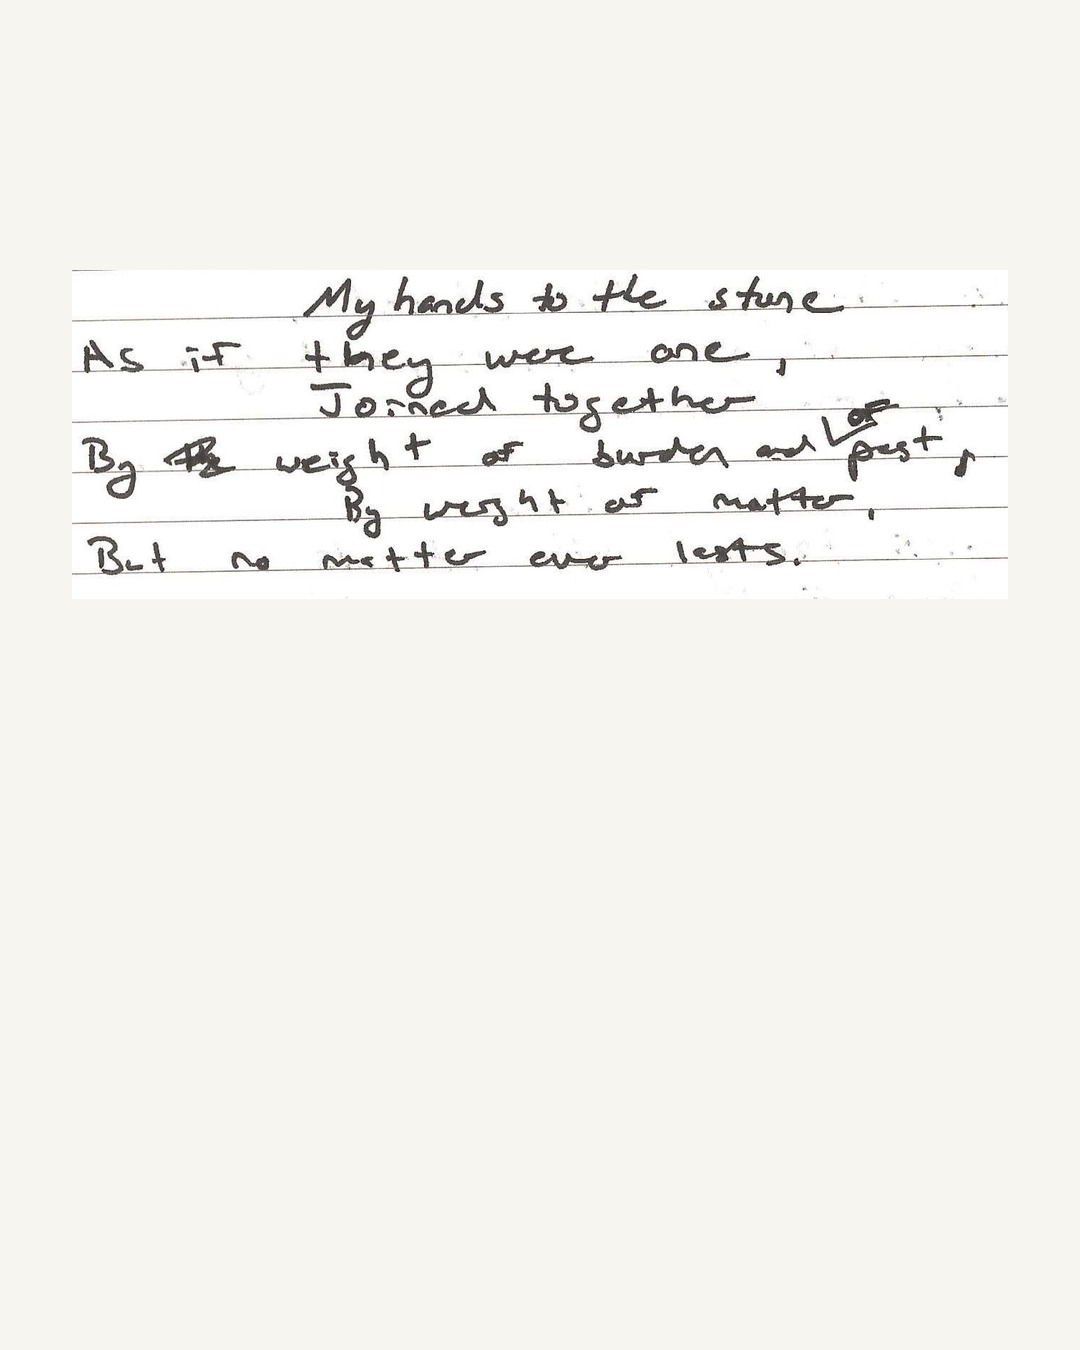 My hands to the stone
As if they were one,
Joined together
By weight of burden and of past,
By weight of matter,
But no matter ever lasts.